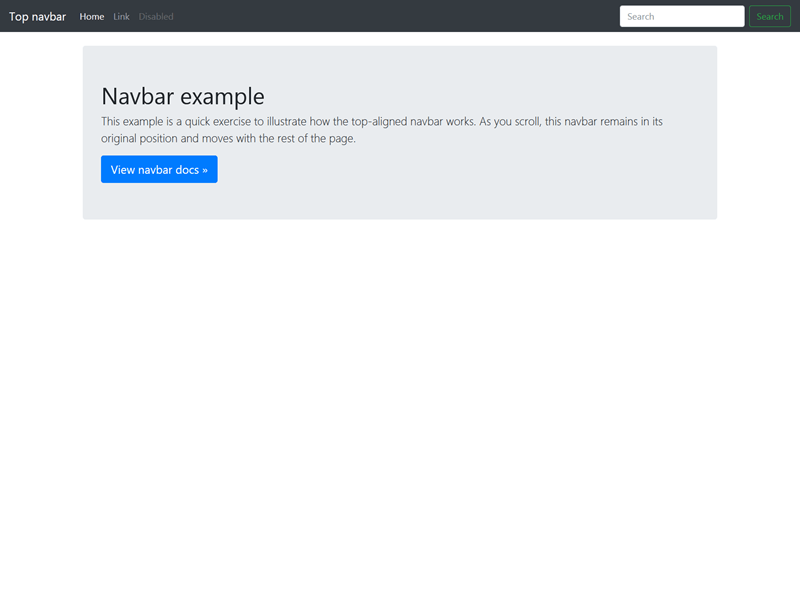 Top navbar Home Link Disabled Search Search
Navbar example
This example is a quick exercise to illustrate how the top-aligned navbar works. As you scroll, this navbar remains in its
original position and moves with the rest of the page.
View navbar docs »